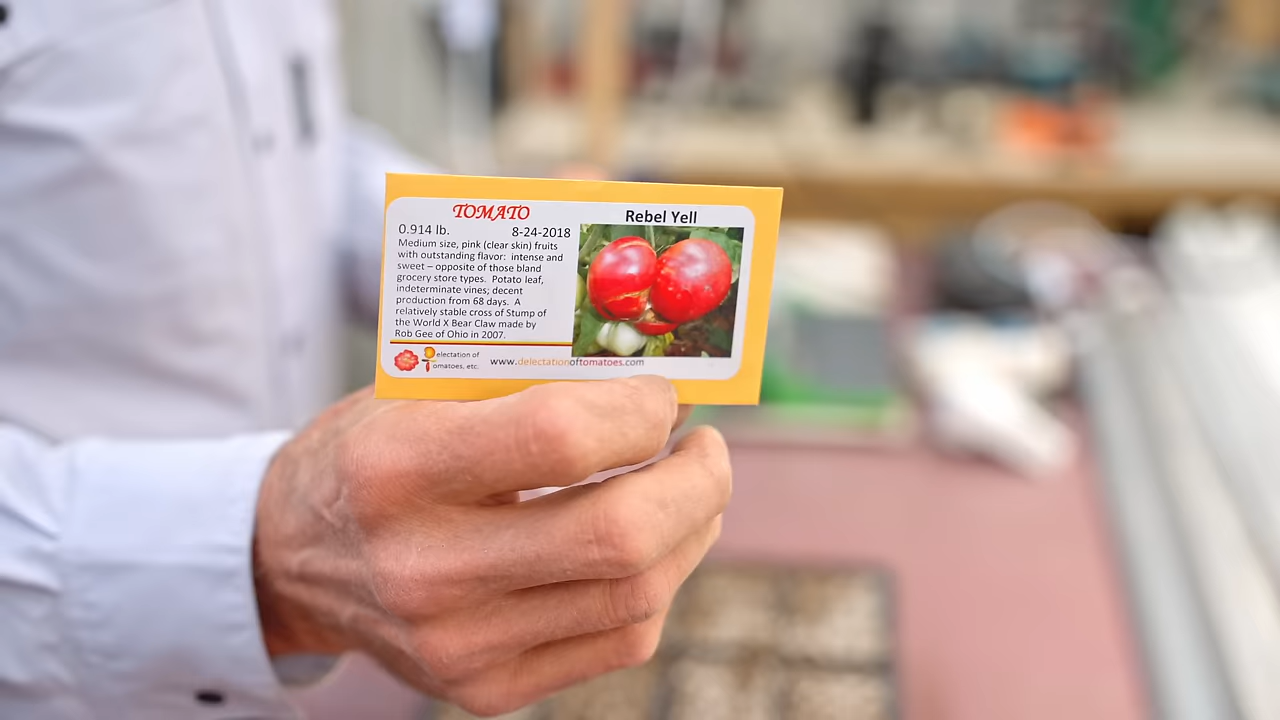 TOMATO
Rebel Yell
0.914 lb. 8-24-2018
Medium size, pink (clear skin) fruits
with outstanding flavor: intense and
sweet – opposite of those bland
grocery store types. Potato leaf,
indeterminate vines; decent
production from 68 days. A
relatively stable cross of Stump of
the World X Bear Claw made by
Rob Gee of Ohio in 2007.
Delectation of
Tomatoes, etc.
www.delectationoftomatoes.com